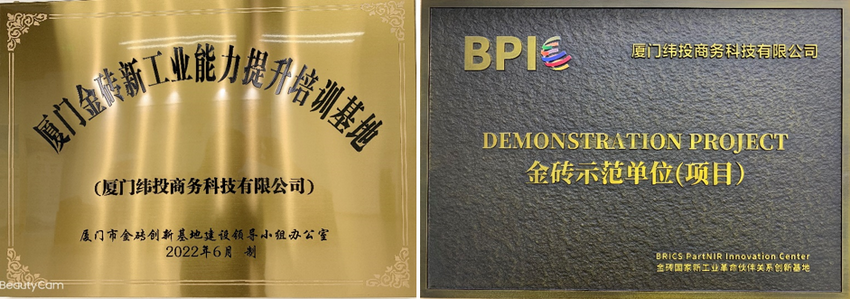 厦门金砖新工业能力提升培训基地
(厦门纬投商务科技有限公司)
厦门市金砖创新基地建设领导小组办公室
2022年6月 制
BeautyCam
BPIC
厦门纬投商务科技有限公司
DEMONSTRATION PROJECT
金砖示范单位(项目)
BRICS PartNIR Innovation Center
金砖国家新工业革命伙伴关系创新基地